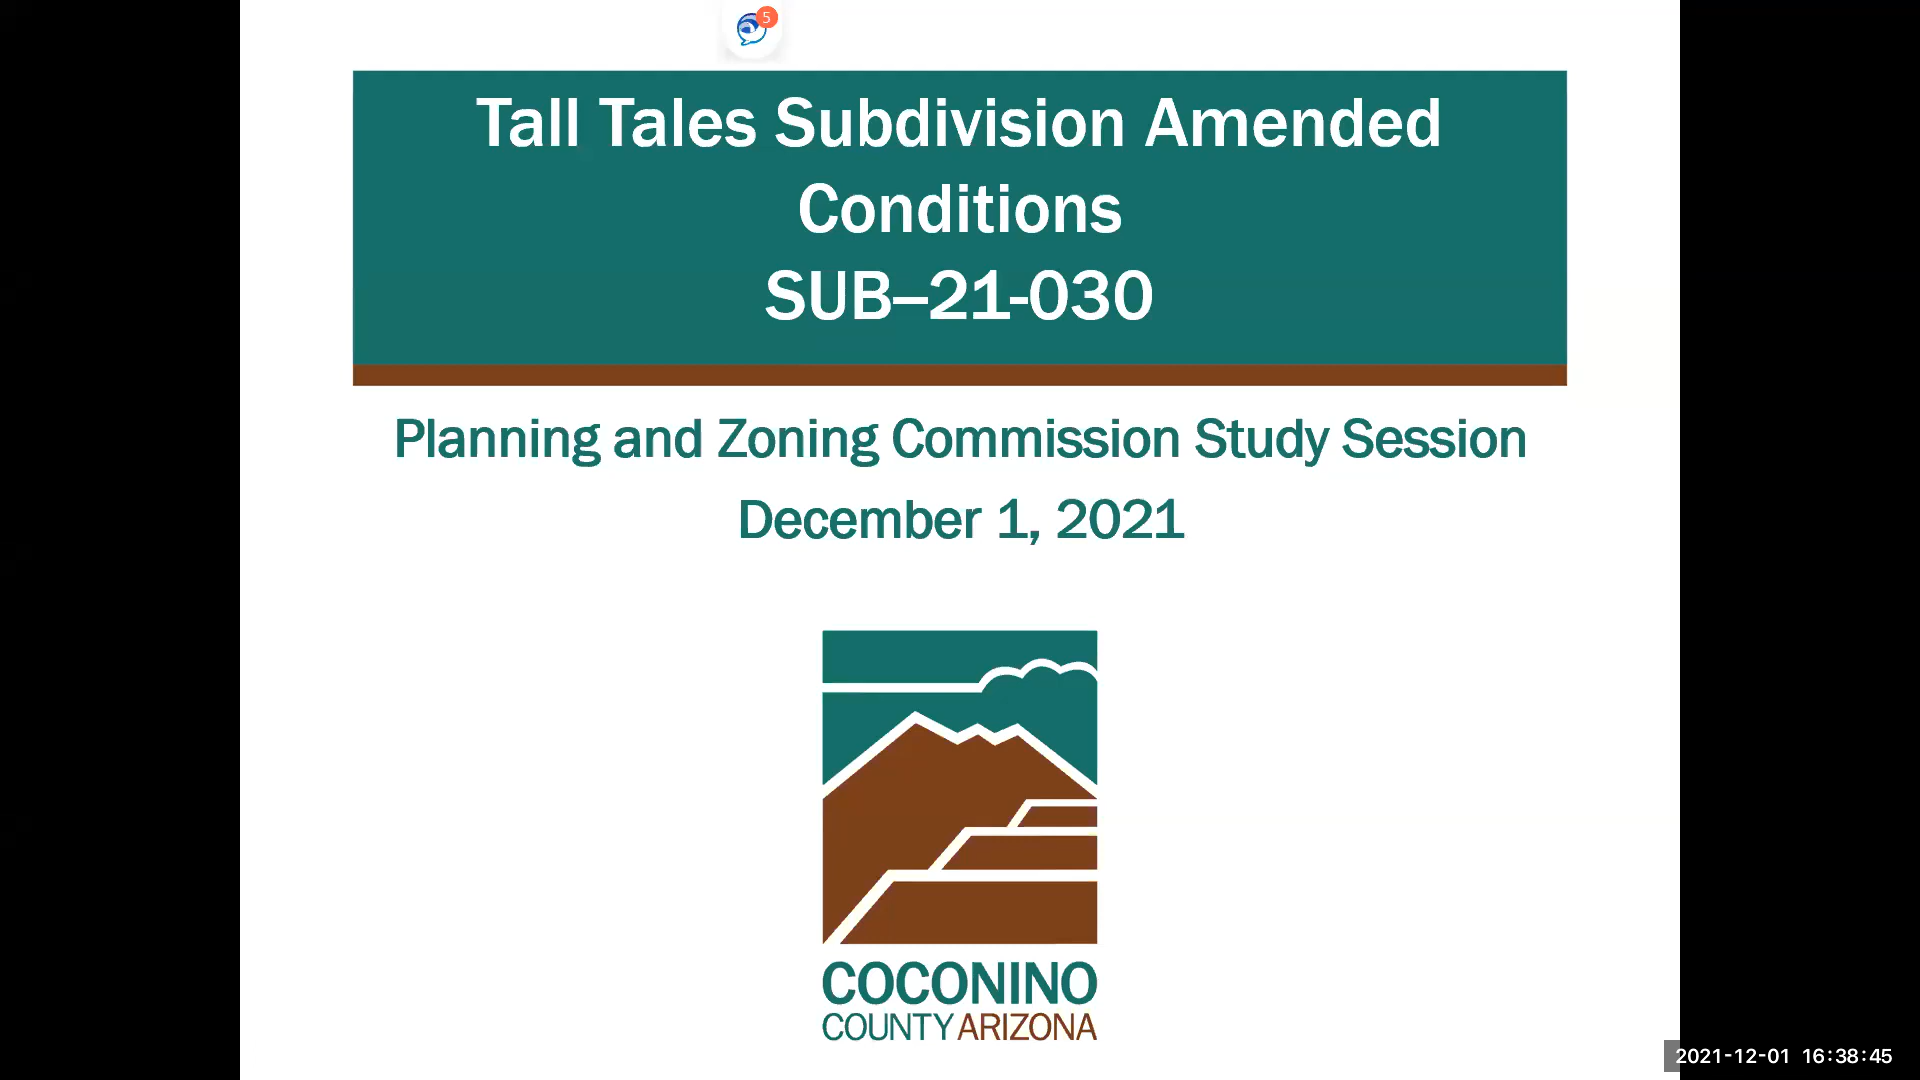 5
Tall Tales Subdivision Amended
Conditions
SUB–21-030
Planning and Zoning Commission Study Session
December 1, 2021
COCONINO
COUNTY ARIZONA
2021-12-01 16:38:45